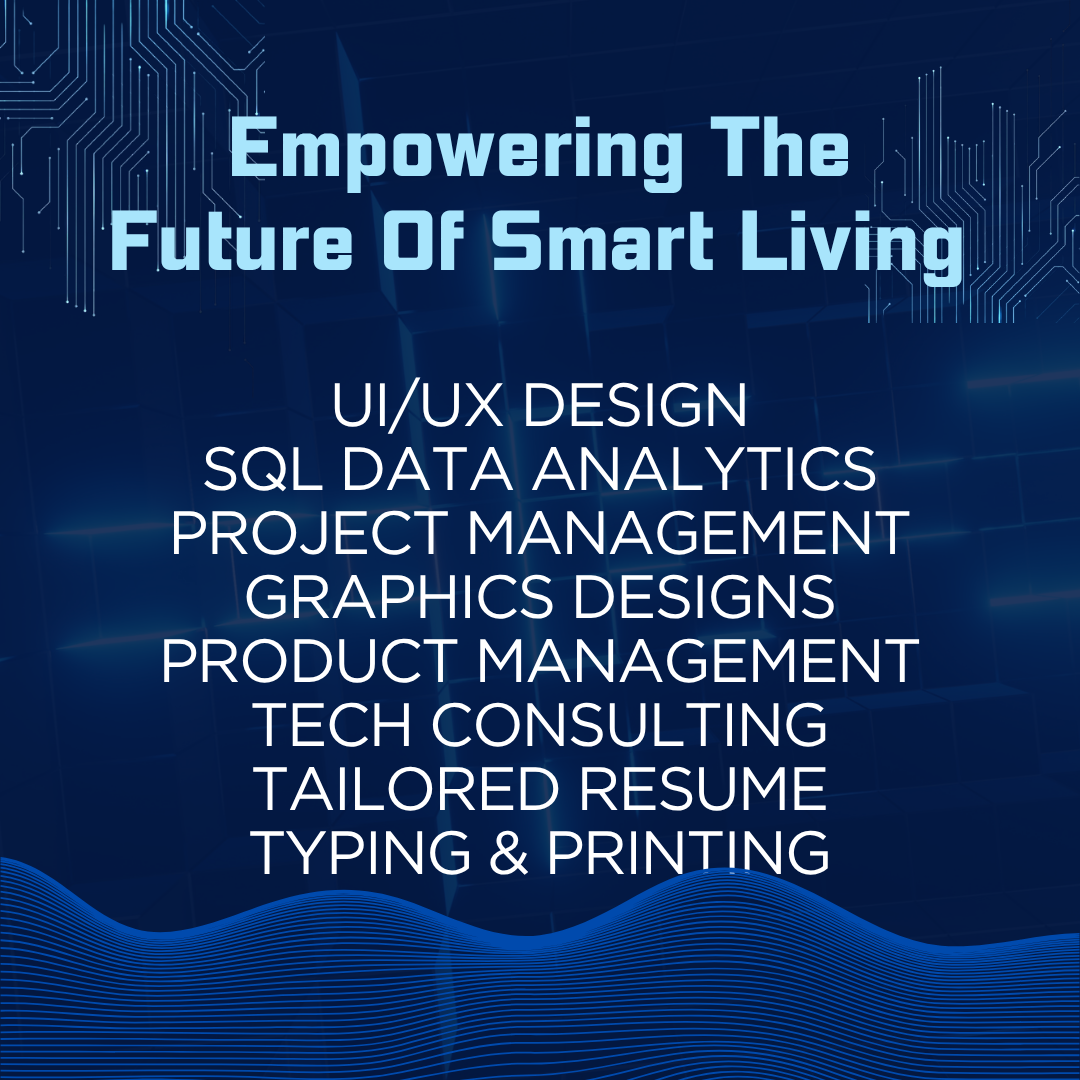 Empowering The
Future Of Smart Living
UI/UX DESIGN
SQL DATA ANALYTICS
PROJECT MANAGEMENT
GRAPHICS DESIGNS
PRODUCT MANAGEMENT
TECH CONSULTING
TAILORED RESUME
TYPING & PRINTING